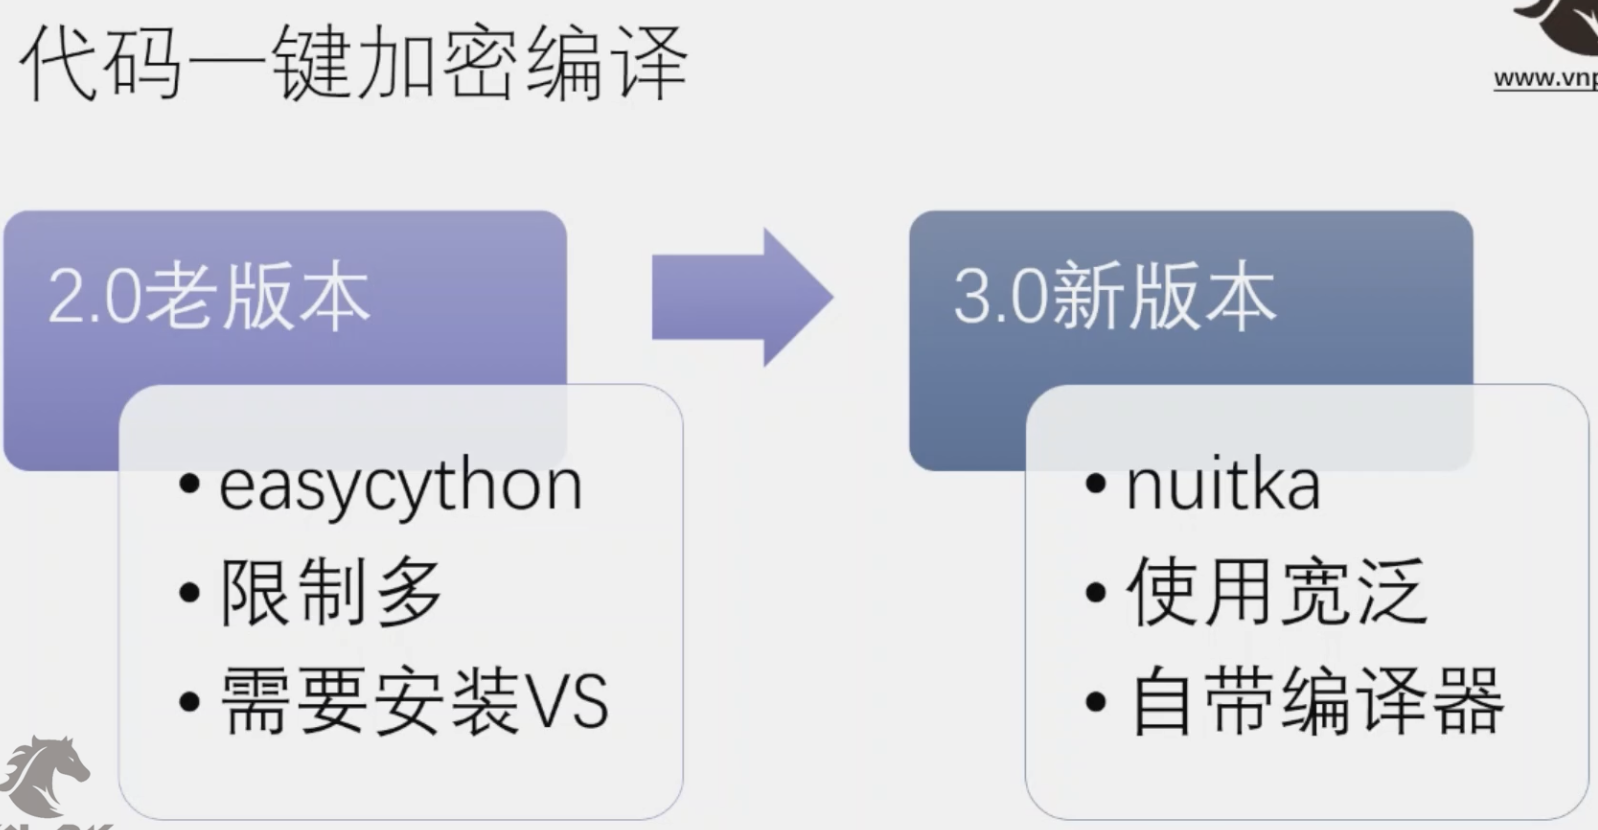 代码一键加密编译
www.vnp
2.0老版本
• easycython
• 限制多
• 需要安装VS
3.0新版本
• nuitka
• 使用宽泛
• 自带编译器